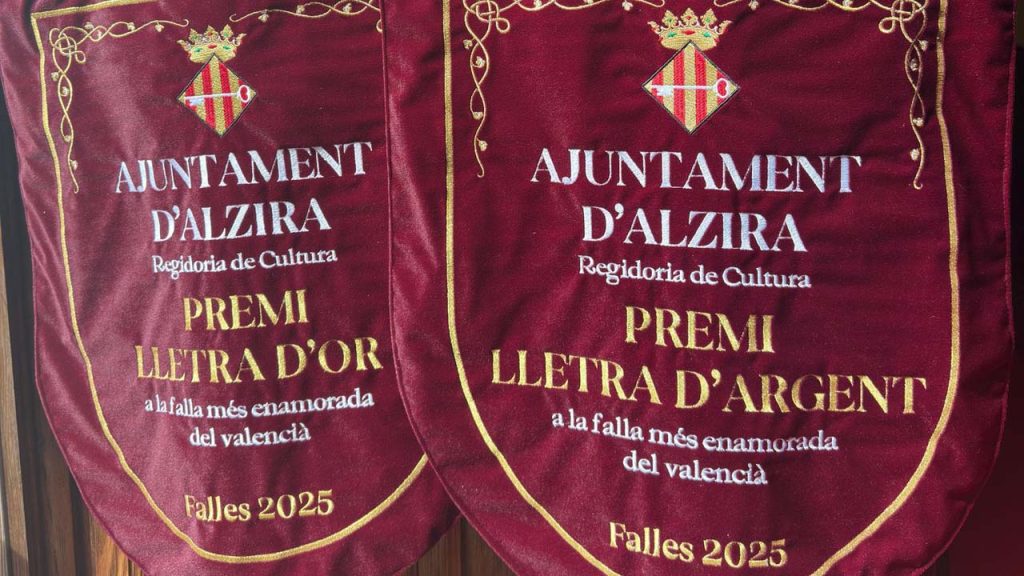 AJUNTAMENT
D'ALZIRA
Regidoria de Cultura
PREMI
LLETRA D'OR
a la falla més enamorada
del valencià
Falles 2025
AJUNTAMENT
D'ALZIRA
Regidoria de Cultura
PREMI
LLETRA D'ARGENT
a la falla més enamorada
del valencià
Falles 2025